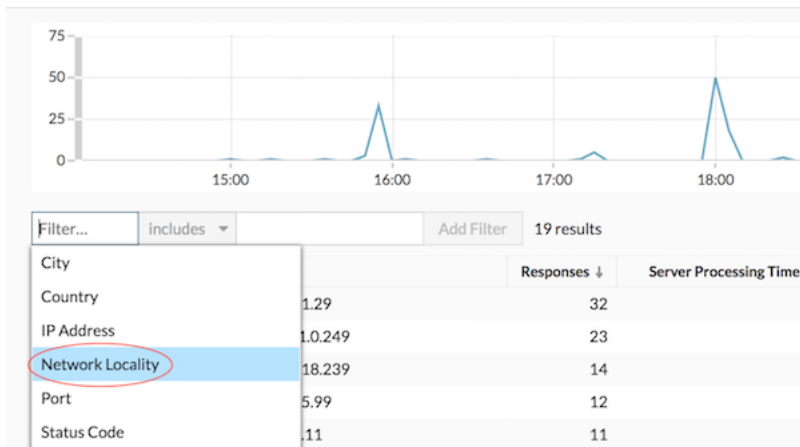 75
50
25
0
15:00 16:00 17:00 18:00
Filter... includes Add Filter 19 results
City
Responses ↓ Server Processing Time
Country
1.29 32
IP Address
1.0.249 23
Network Locality
18.239 14
Port
5.99 12
Status Code
.11 11